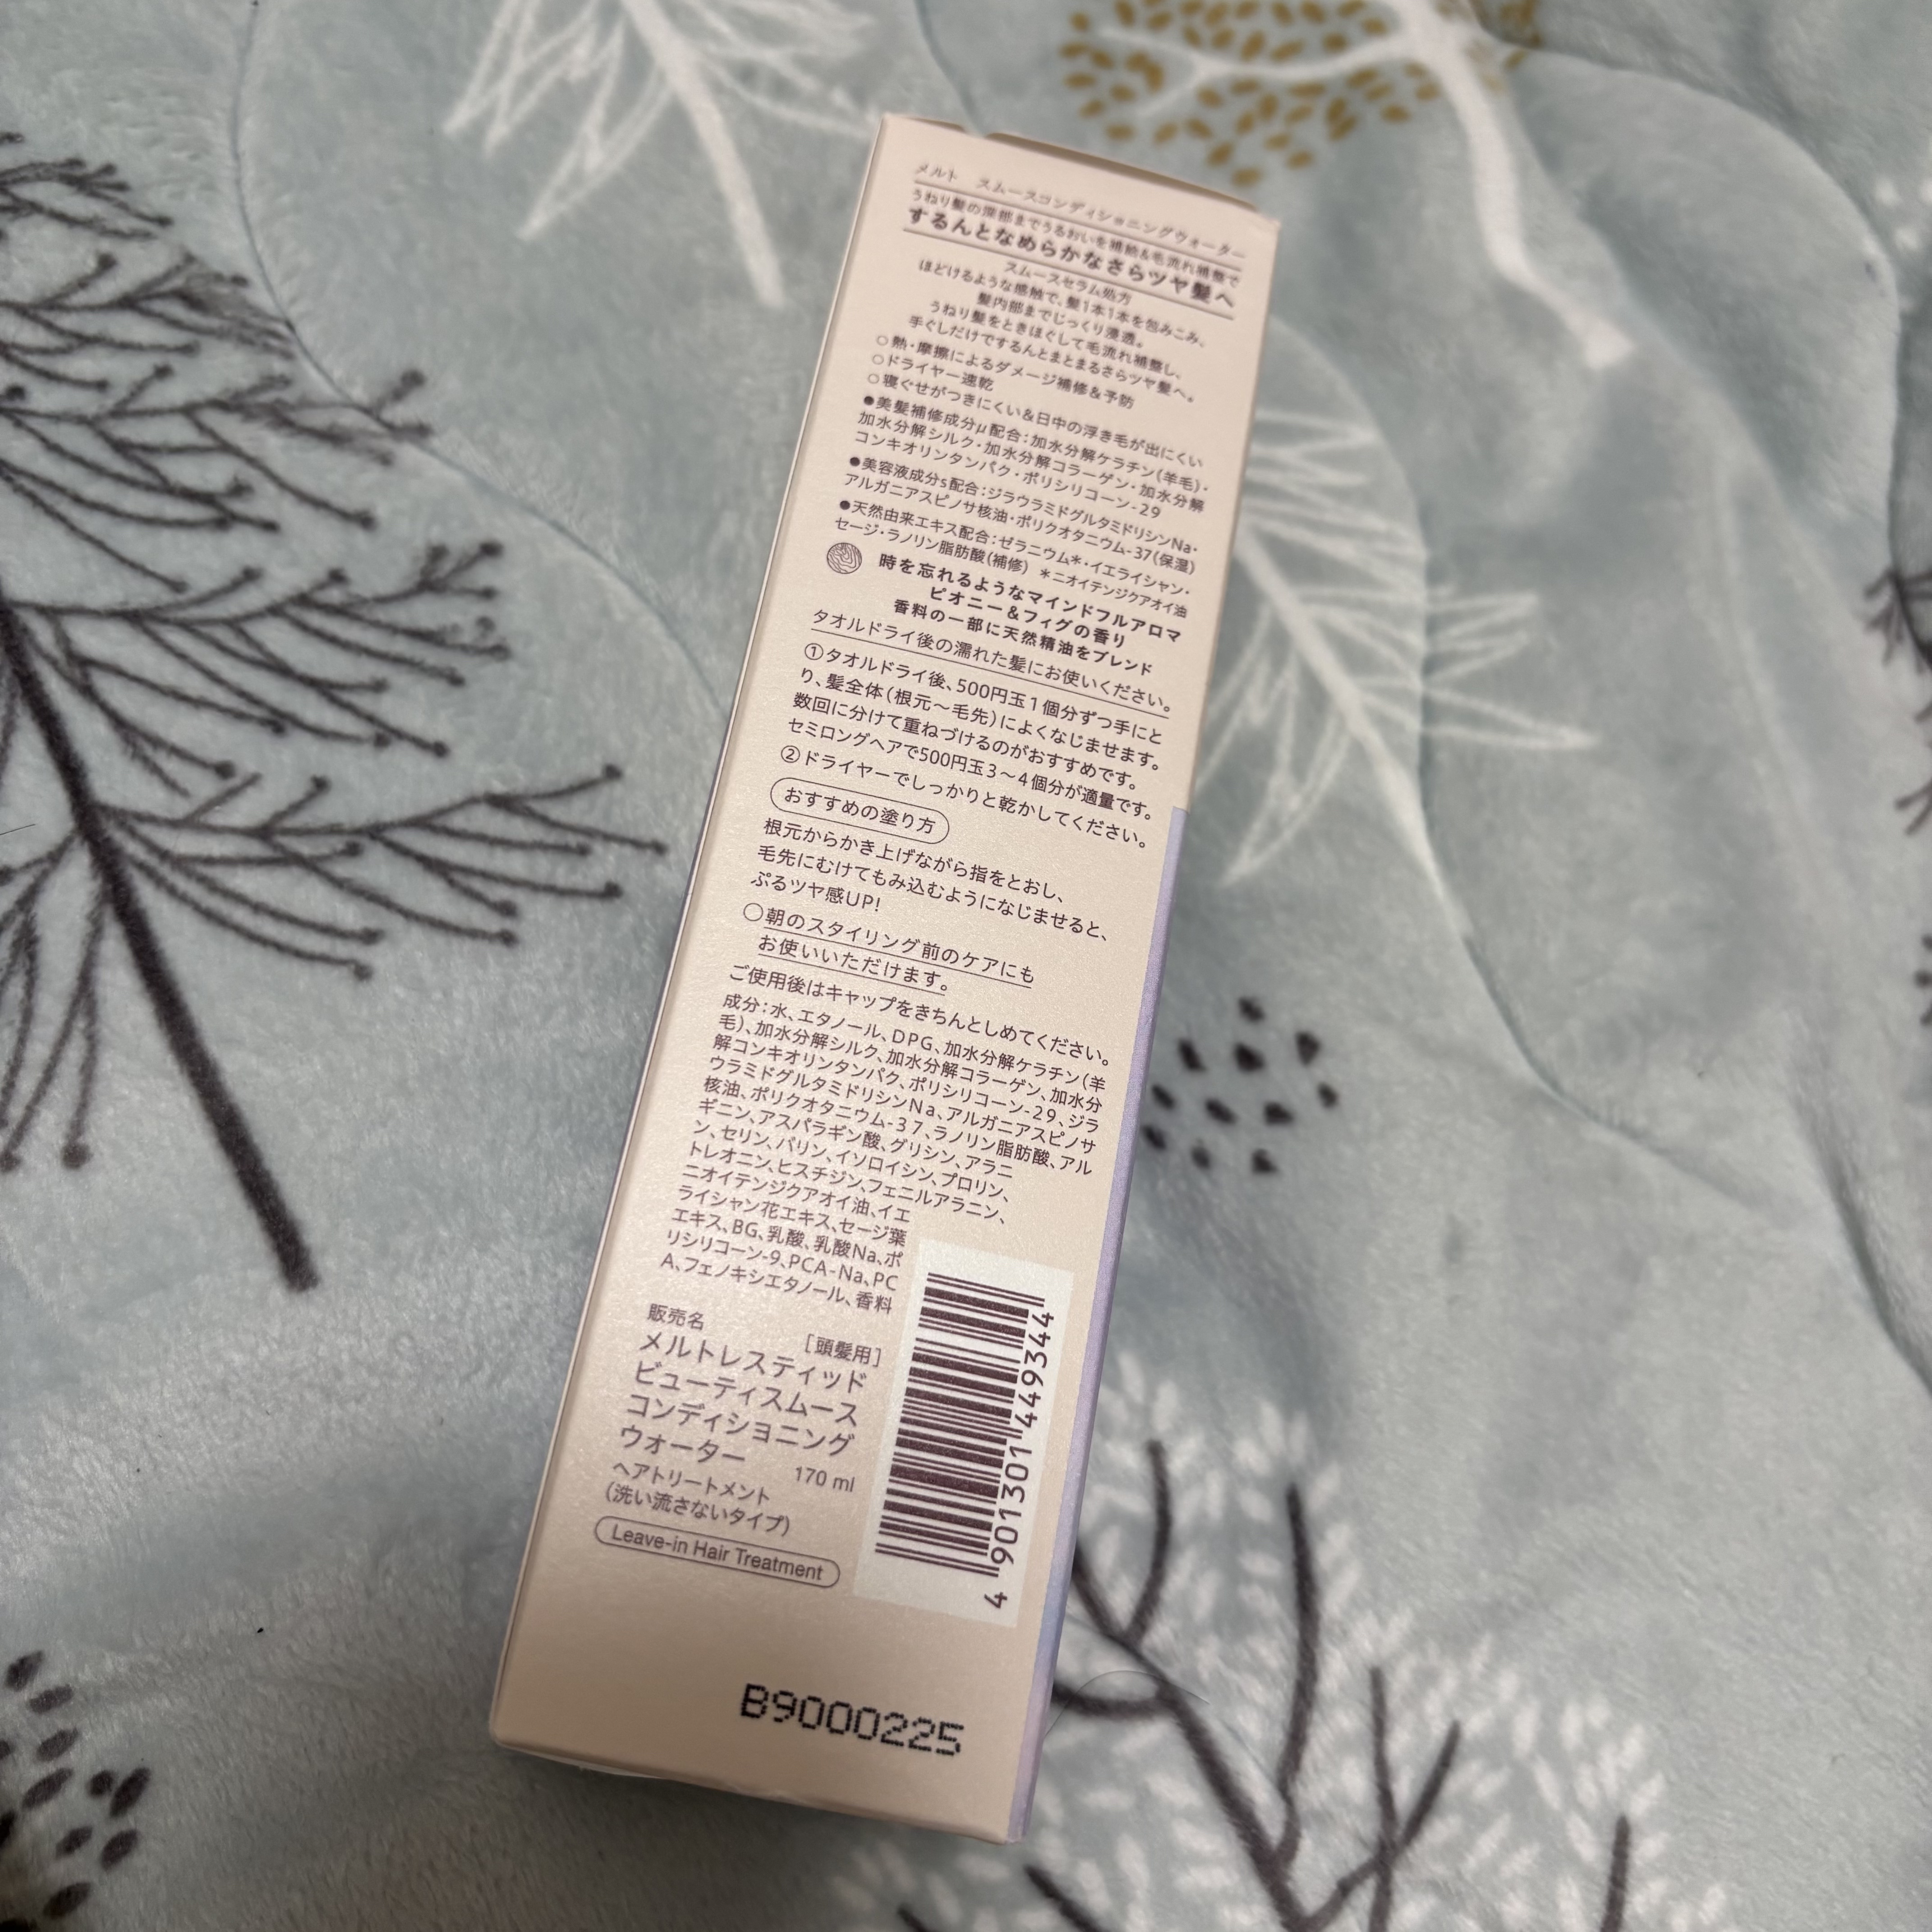 メルト スムースコンディショニングウォーター
うねり髪の深部までうるおいを補給&毛流れ補整で
するんとなめらかなさらツヤ髪へ
スムースセラム処方
ほどけるような感触で、髪1本1本を包みこみ、
髪内部までじっくり浸透。
うねり髪をときほぐして毛流れ補整し、
手ぐしだけでするんとまとまるさらツヤ髪へ。
○熱・摩擦によるダメージ補修&予防
○ドライヤー速乾
○寝ぐせがつきにくい&日中の浮き毛が出にくい
●美髪補修成分μ配合:加水分解ケラチン(羊毛)・
加水分解シルク・加水分解コラーゲン・加水分解
コンキオリンタンパク・ポリシリコーン-29
●美容液成分s配合:ジラウラミドグルタミドリシンNa・
アルガニアスピノサ核油・ポリクオタニウム-37(保湿)
●天然由来エキス配合:ゼラニウム*・イエライシャン・
セージ・ラノリン脂肪酸(補修) *ニオイテンジクアオイ油
時を忘れるようなマインドフルアロマ
ピオニー&フィグの香り
香料の一部に天然精油をブレンド
タオルドライ後の濡れた髪にお使いください。
①タオルドライ後、500円玉1個分ずつ手にと
り、髪全体(根元～毛先)によくなじませます。
数回に分けて重ねづけるのがおすすめです。
セミロングヘアで500円玉3～4個分が適量です。
②ドライヤーでしっかりと乾かしてください。
おすすめの塗り方
根元からかき上げながら指をとおし、
毛先にむけてもみ込むようになじませると、
ぷるツヤ感UP!
○朝のスタイリング前のケアにも
お使いいただけます。
ご使用後はキャップをきちんとしめてください。
成分:水、エタノール、DPG、加水分解ケラチン(羊
毛)、加水分解シルク、加水分解コラーゲン、加水分
解コンキオリンタンパク、ポリシリコーン-29、ジラ
ウラミドグルタミドリシンNa、アルガニアスピノサ
核油、ポリクオタニウム-37、ラノリン脂肪酸、アル
ギニン、アスパラギン酸、グリシン、アラニ
ン、セリン、バリン、イソロイシン、プロリン、
トレオニン、ヒスチジン、フェニルアラニン、
ニオイテンジクアオイ油、イエ
ライシャン花エキス、セージ葉
エキス、BG、乳酸、乳酸Na、ポ
リシリコーン-9、PCA-Na、PC
A、フェノキシエタノール、香料
販売名
[頭髪用]
メルトレスティッド
ビューティスムース
コンディショニング
ウォーター
170 ml
ヘアトリートメント
(洗い流さないタイプ)
Leave-in Hair Treatment
4 901301 449344
B9000225